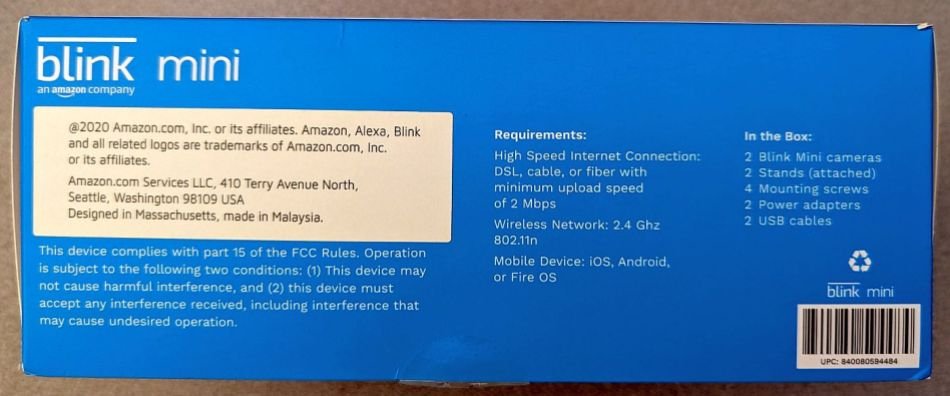 blink mini
an amazon company
@2020 Amazon.com, Inc. or its affiliates. Amazon, Alexa, Blink
and all related logos are trademarks of Amazon.com, Inc.
or its affiliates.
Amazon.com Services LLC, 410 Terry Avenue North,
Seattle, Washington 98109 USA
Designed in Massachusetts, made in Malaysia.
This device complies with part 15 of the FCC Rules. Operation
is subject to the following two conditions: (1) This device may
not cause harmful interference, and (2) this device must
accept any interference received, including interference that
may cause undesired operation.
Requirements:
High Speed Internet Connection:
DSL, cable, or fiber with
minimum upload speed
of 2 Mbps
Wireless Network: 2.4 Ghz
802.11n
Mobile Device: iOS, Android,
or Fire OS
In the Box:
2 Blink Mini cameras
2 Stands (attached)
4 Mounting screws
2 Power adapters
2 USB cables
blink mini
UPC: 840080594484